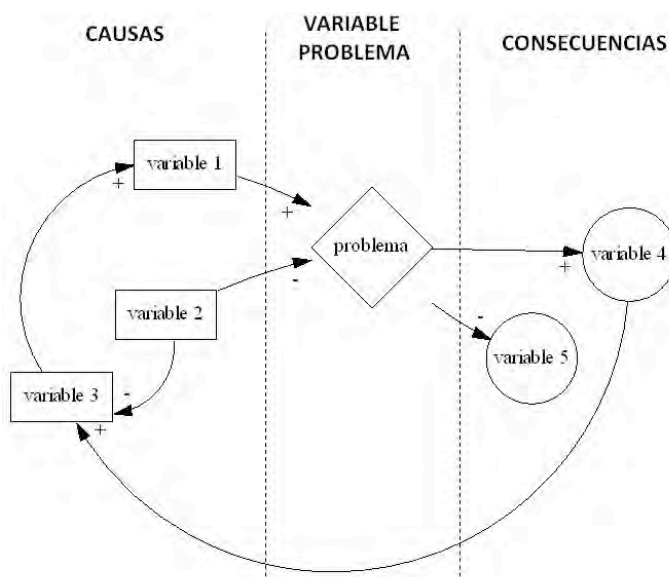 CAUSAS
VARIABLE
PROBLEMA
CONSECUENCIAS
variable 1
+
+
problema
variable 4
+
-
variable 2
-
variable 5
variable 3
-
+